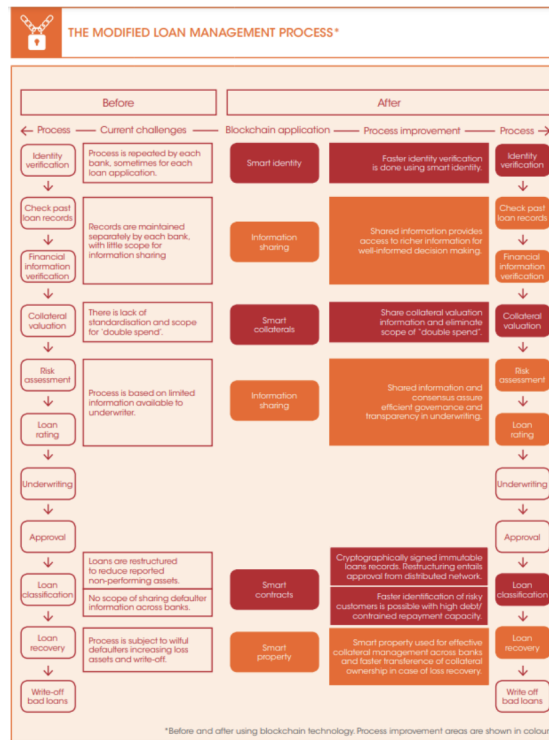 THE MODIFIED LOAN MANAGEMENT PROCESS*
Before
After
← Process — Current challenges — Blockchain application — Process improvement — Process →
Identity
verification
Process is repeated by each
bank, sometimes for each
loan application.
Smart identity
Faster identity verification
is done using smart identity.
Identity
verification
Check past
loan records
Financial
information
verification
Records are maintained
separately by each bank,
with little scope for
information sharing
Information
sharing
Shared information provides
access to richer information for
well-informed decision making.
Check past
loan records
Financial
information
verification
Collateral
valuation
There is lack of
standardisation and scope
for 'double spend'.
Smart
collaterals
Share collateral valuation
information and eliminate
scope of "double spend".
Collateral
valuation
Risk
assessment
Loan
rating
Process is based on limited
information available to
underwriter.
Information
sharing
Shared information and
consensus assure
efficient governance and
transparency in underwriting.
Risk
assessment
Loan
rating
Underwriting
Underwriting
Approval
Approval
Loan
classification
Loans are restructured
to reduce reported
non-performing assets.
No scope of sharing defaulter
information across banks.
Smart
contracts
Cryptographically signed immutable
loans records. Restructuring entails
approval from distributed network.
Faster identification of risky
customers is possible with high debt/
contrained repayment capacity.
Loan
classification
Loan
recovery
Process is subject to wilful
defaulters increasing loss
assets and write-off.
Smart
property
Smart property used for effective
collateral management across banks
and faster transference of collateral
ownership in case of loss recovery.
Loan
recovery
Write-off
bad loans
Write off
bad loans
*Before and after using blockchain technology. Process improvement areas are shown in colour